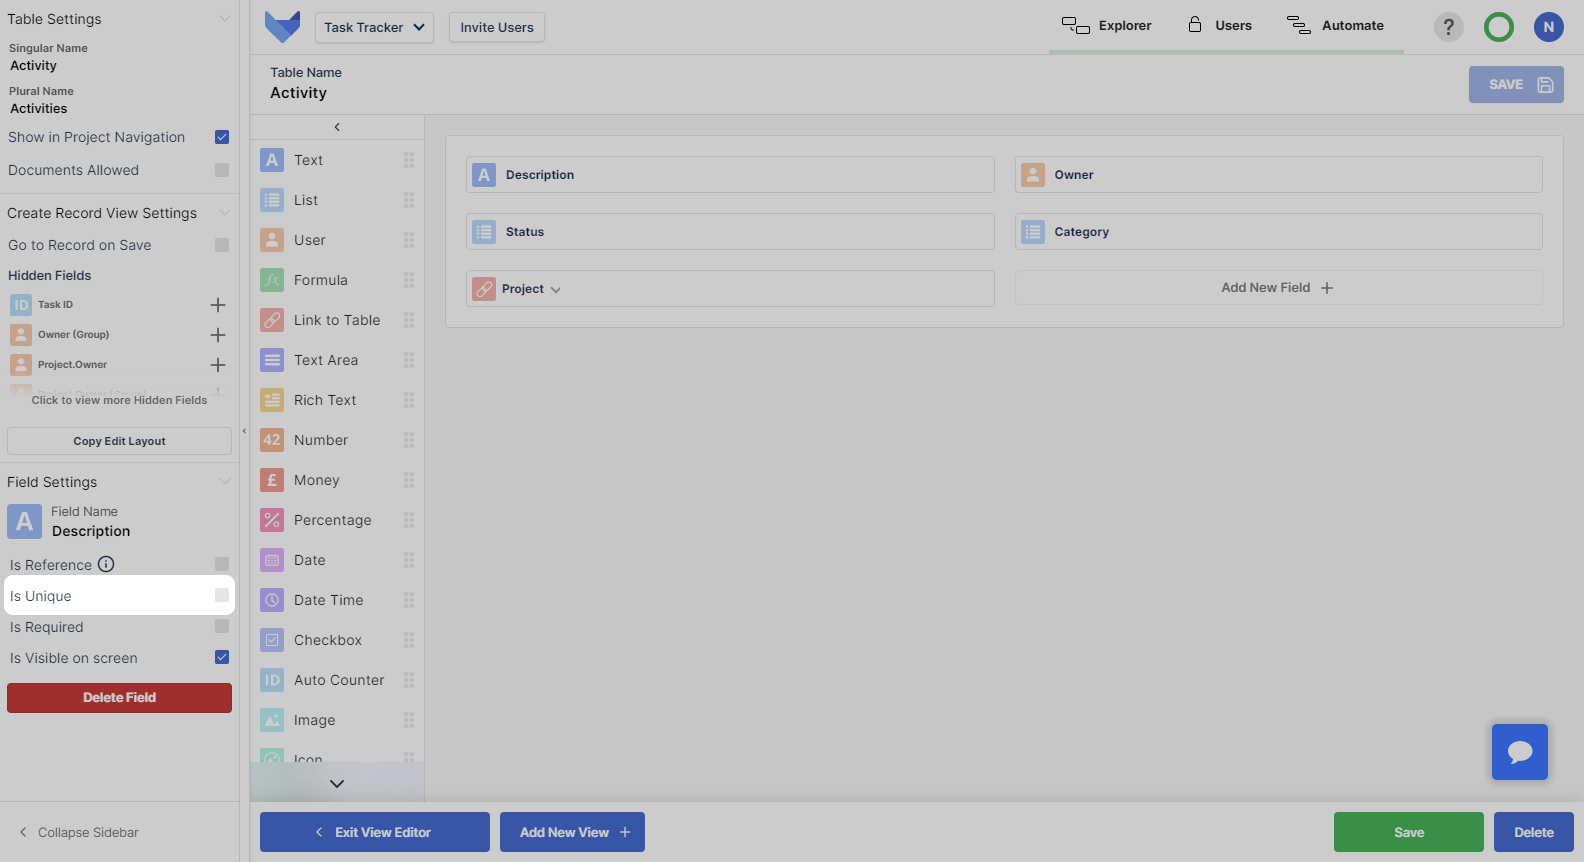 Table Settings
Singular Name
Activity
Plural Name
Activities
Show in Project Navigation
Documents Allowed
Create Record View Settings
Go to Record on Save
Hidden Fields
ID Task ID
Owner (Group)
Project.Owner
Project.Owner (Group)
Click to view more Hidden Fields
Copy Edit Layout
Field Settings
A Field Name
Description
Is Reference
Is Unique
Is Required
Is Visible on screen
Delete Field
Collapse Sidebar
Task Tracker
Invite Users
Explorer
Users
Automate
?
N
Table Name
Activity
SAVE
A Text
List
User
fx Formula
Link to Table
Text Area
Rich Text
42 Number
£ Money
% Percentage
Date
Date Time
Checkbox
ID Auto Counter
Image
Icon
A Description
Owner
Status
Category
Project
Add New Field
Exit View Editor
Add New View
Save
Delete